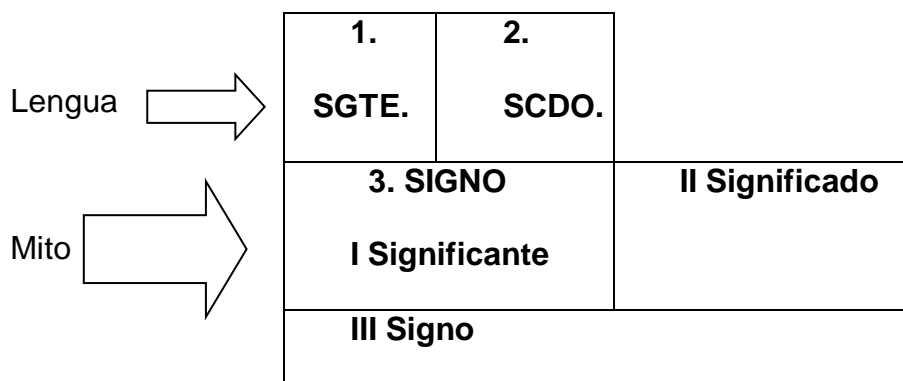 1. 2.
Lengua SGTE. SCDO.
3. SIGNO II Significado
Mito I Significante
III Signo